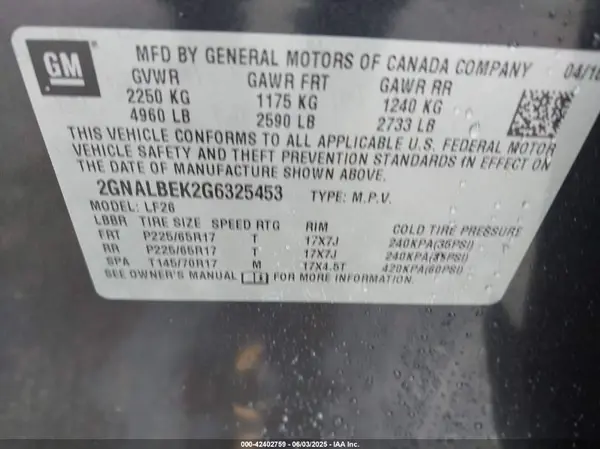 GM
MFD BY GENERAL MOTORS OF CANADA COMPANY 04/16
GVWR GAWR FRT GAWR RR
2250 KG 1175 KG 1240 KG
4960 LB 2590 LB 2733 LB
THIS VEHICLE CONFORMS TO ALL APPLICABLE U.S. FEDERAL MOTOR
VEHICLE SAFETY AND THEFT PREVENTION STANDARDS IN EFFECT ON
THE DATE OF MANUFACTURE SHOWN ABOVE.
2GNALBEK2G6325453 TYPE: M.P.V.
MODEL: LF26
LBBR TIRE SIZE SPEED RTG RIM COLD TIRE PRESSURE
FRT P225/65R17 T 17X7J 240KPA(35PSI)
RR P225/65R17 T 17X7J 240KPA(35PSI)
SPA T145/70R17 M 17X4.5T 420KPA(60PSI)
SEE OWNER'S MANUAL FOR MORE INFORMATION.
000-42402759 - 06/03/2025 - IAA Inc.